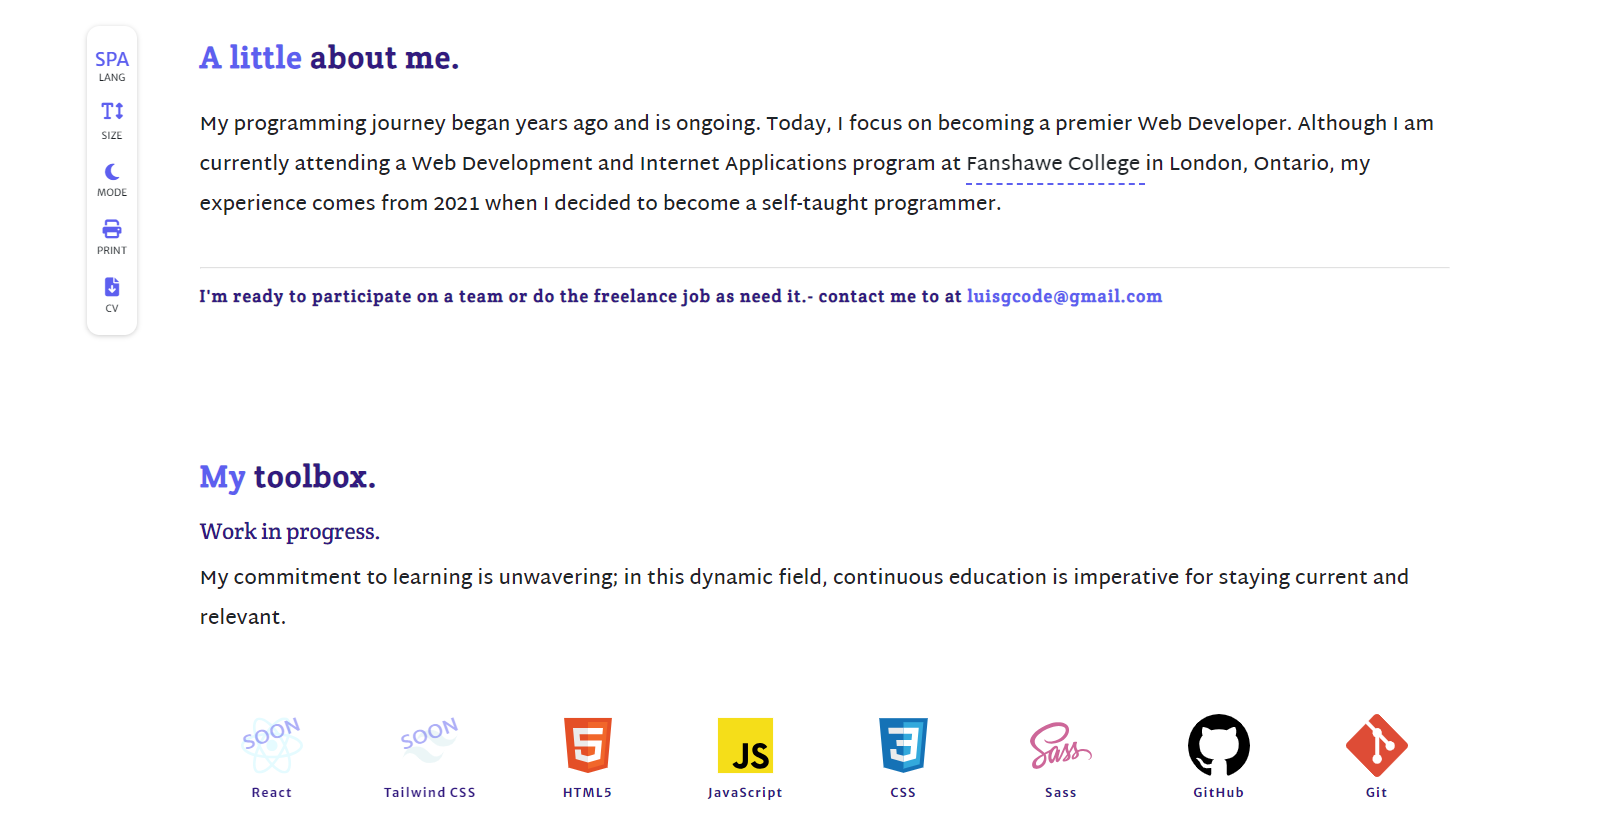 SPA
LANG
SIZE
MODE
PRINT
CV
A little about me.
My programming journey began years ago and is ongoing. Today, I focus on becoming a premier Web Developer. Although I am
currently attending a Web Development and Internet Applications program at Fanshawe College in London, Ontario, my
experience comes from 2021 when I decided to become a self-taught programmer.
I'm ready to participate on a team or do the freelance job as need it.- contact me to at luisgcode@gmail.com
My toolbox.
Work in progress.
My commitment to learning is unwavering; in this dynamic field, continuous education is imperative for staying current and
relevant.
SOON
SOON
5
JS
3
Sass
React
Tailwind CSS
HTML5
JavaScript
CSS
Sass
GitHub
Git